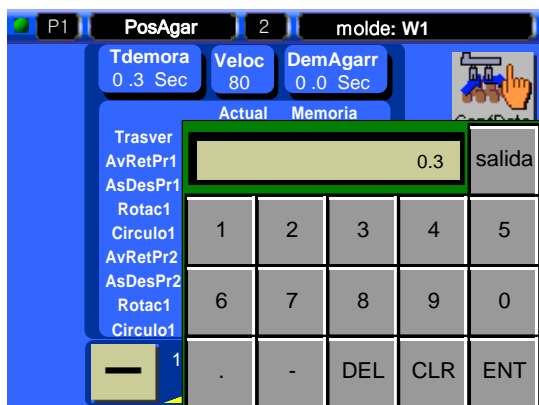 P1 PosAgar 2 molde: W1
Tdemora Veloc DemAgarr
0 .3 Sec 80 0 .0 Sec
Actual Memoria
Trasver
AvRetPr1
AsDesPr1
Rotac1
Circulo1
AvRetPr2
AsDesPr2
Rotac1
Circulo1
0.3 salida
1 2 3 4 5
6 7 8 9 0
. - DEL CLR ENT
1